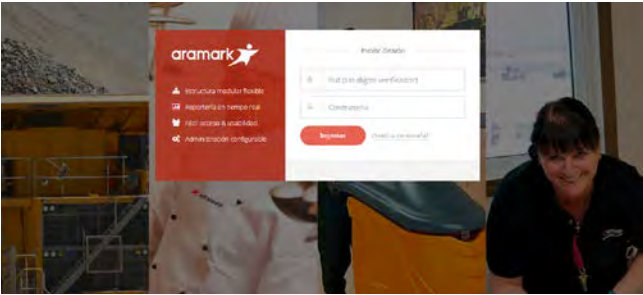 aramark
Iniciar Sesión
Estructura modular flexible
Reportería en tiempo real
Fácil acceso & usabilidad
Administración configurable
Rut (sin dígito verificador)
Contraseña
Ingresar
¿Olvidó su contraseña?
aramark